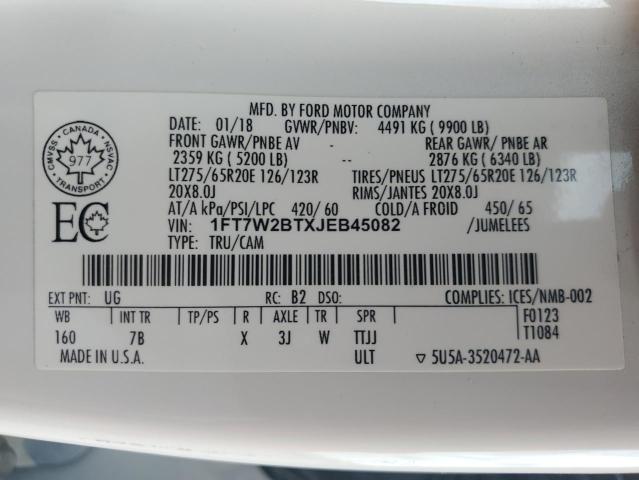 MFD. BY FORD MOTOR COMPANY
DATE: 01/18 GVWR/PNBV: 4491 KG ( 9900 LB)
FRONT GAWR/PNBE AV REAR GAWR/ PNBE AR
2359 KG ( 5200 LB) -- 2876 KG ( 6340 LB)
LT275/65R20E 126/123R TIRES/PNEUS LT275/65R20E 126/123R
20X8.0J RIMS/JANTES 20X8.0J
AT/A kPa/PSI/LPC 420/ 60 COLD/A FROID 450/ 65
VIN: 1FT7W2BTXJEB45082 /JUMELEES
TYPE: TRU/CAM
CMVSS CANADA NSVAC
977
TRANSPORT
EC
EXT PNT: UG RC: B2 DSO: COMPLIES: ICES/NMB-002
WB INT TR TP/PS R AXLE TR SPR F0123
160 7B X 3J W TTJJ T1084
MADE IN U.S.A. ULT ▽ 5U5A-3520472-AA